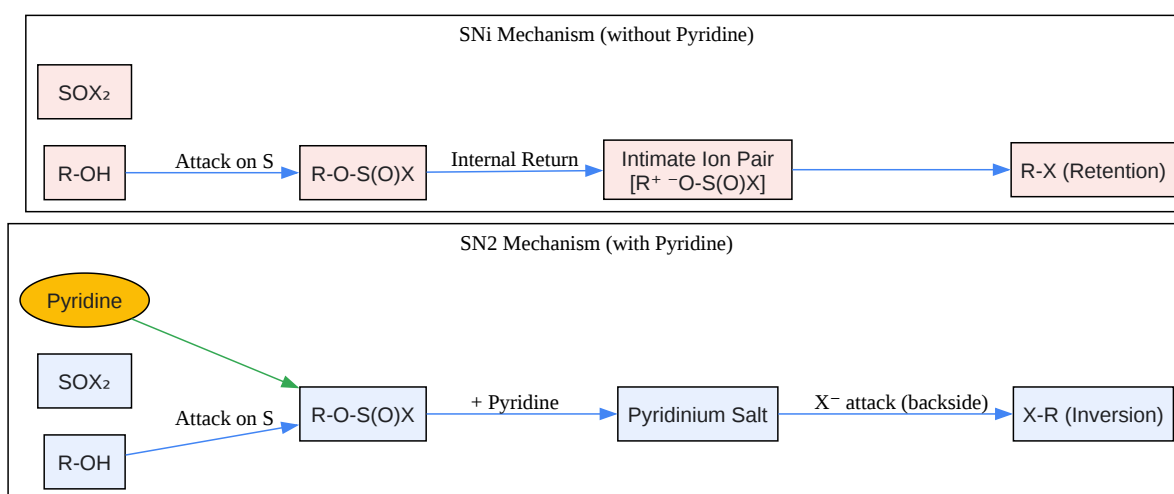 SNi Mechanism (without Pyridine)
SOX₂
R-OH
Attack on S
R-O-S(O)X
Internal Return
Intimate Ion Pair
[R⁺ ⁻O-S(O)X]
R-X (Retention)
SN2 Mechanism (with Pyridine)
Pyridine
SOX₂
R-OH
Attack on S
R-O-S(O)X
+ Pyridine
Pyridinium Salt
X⁻ attack (backside)
X-R (Inversion)